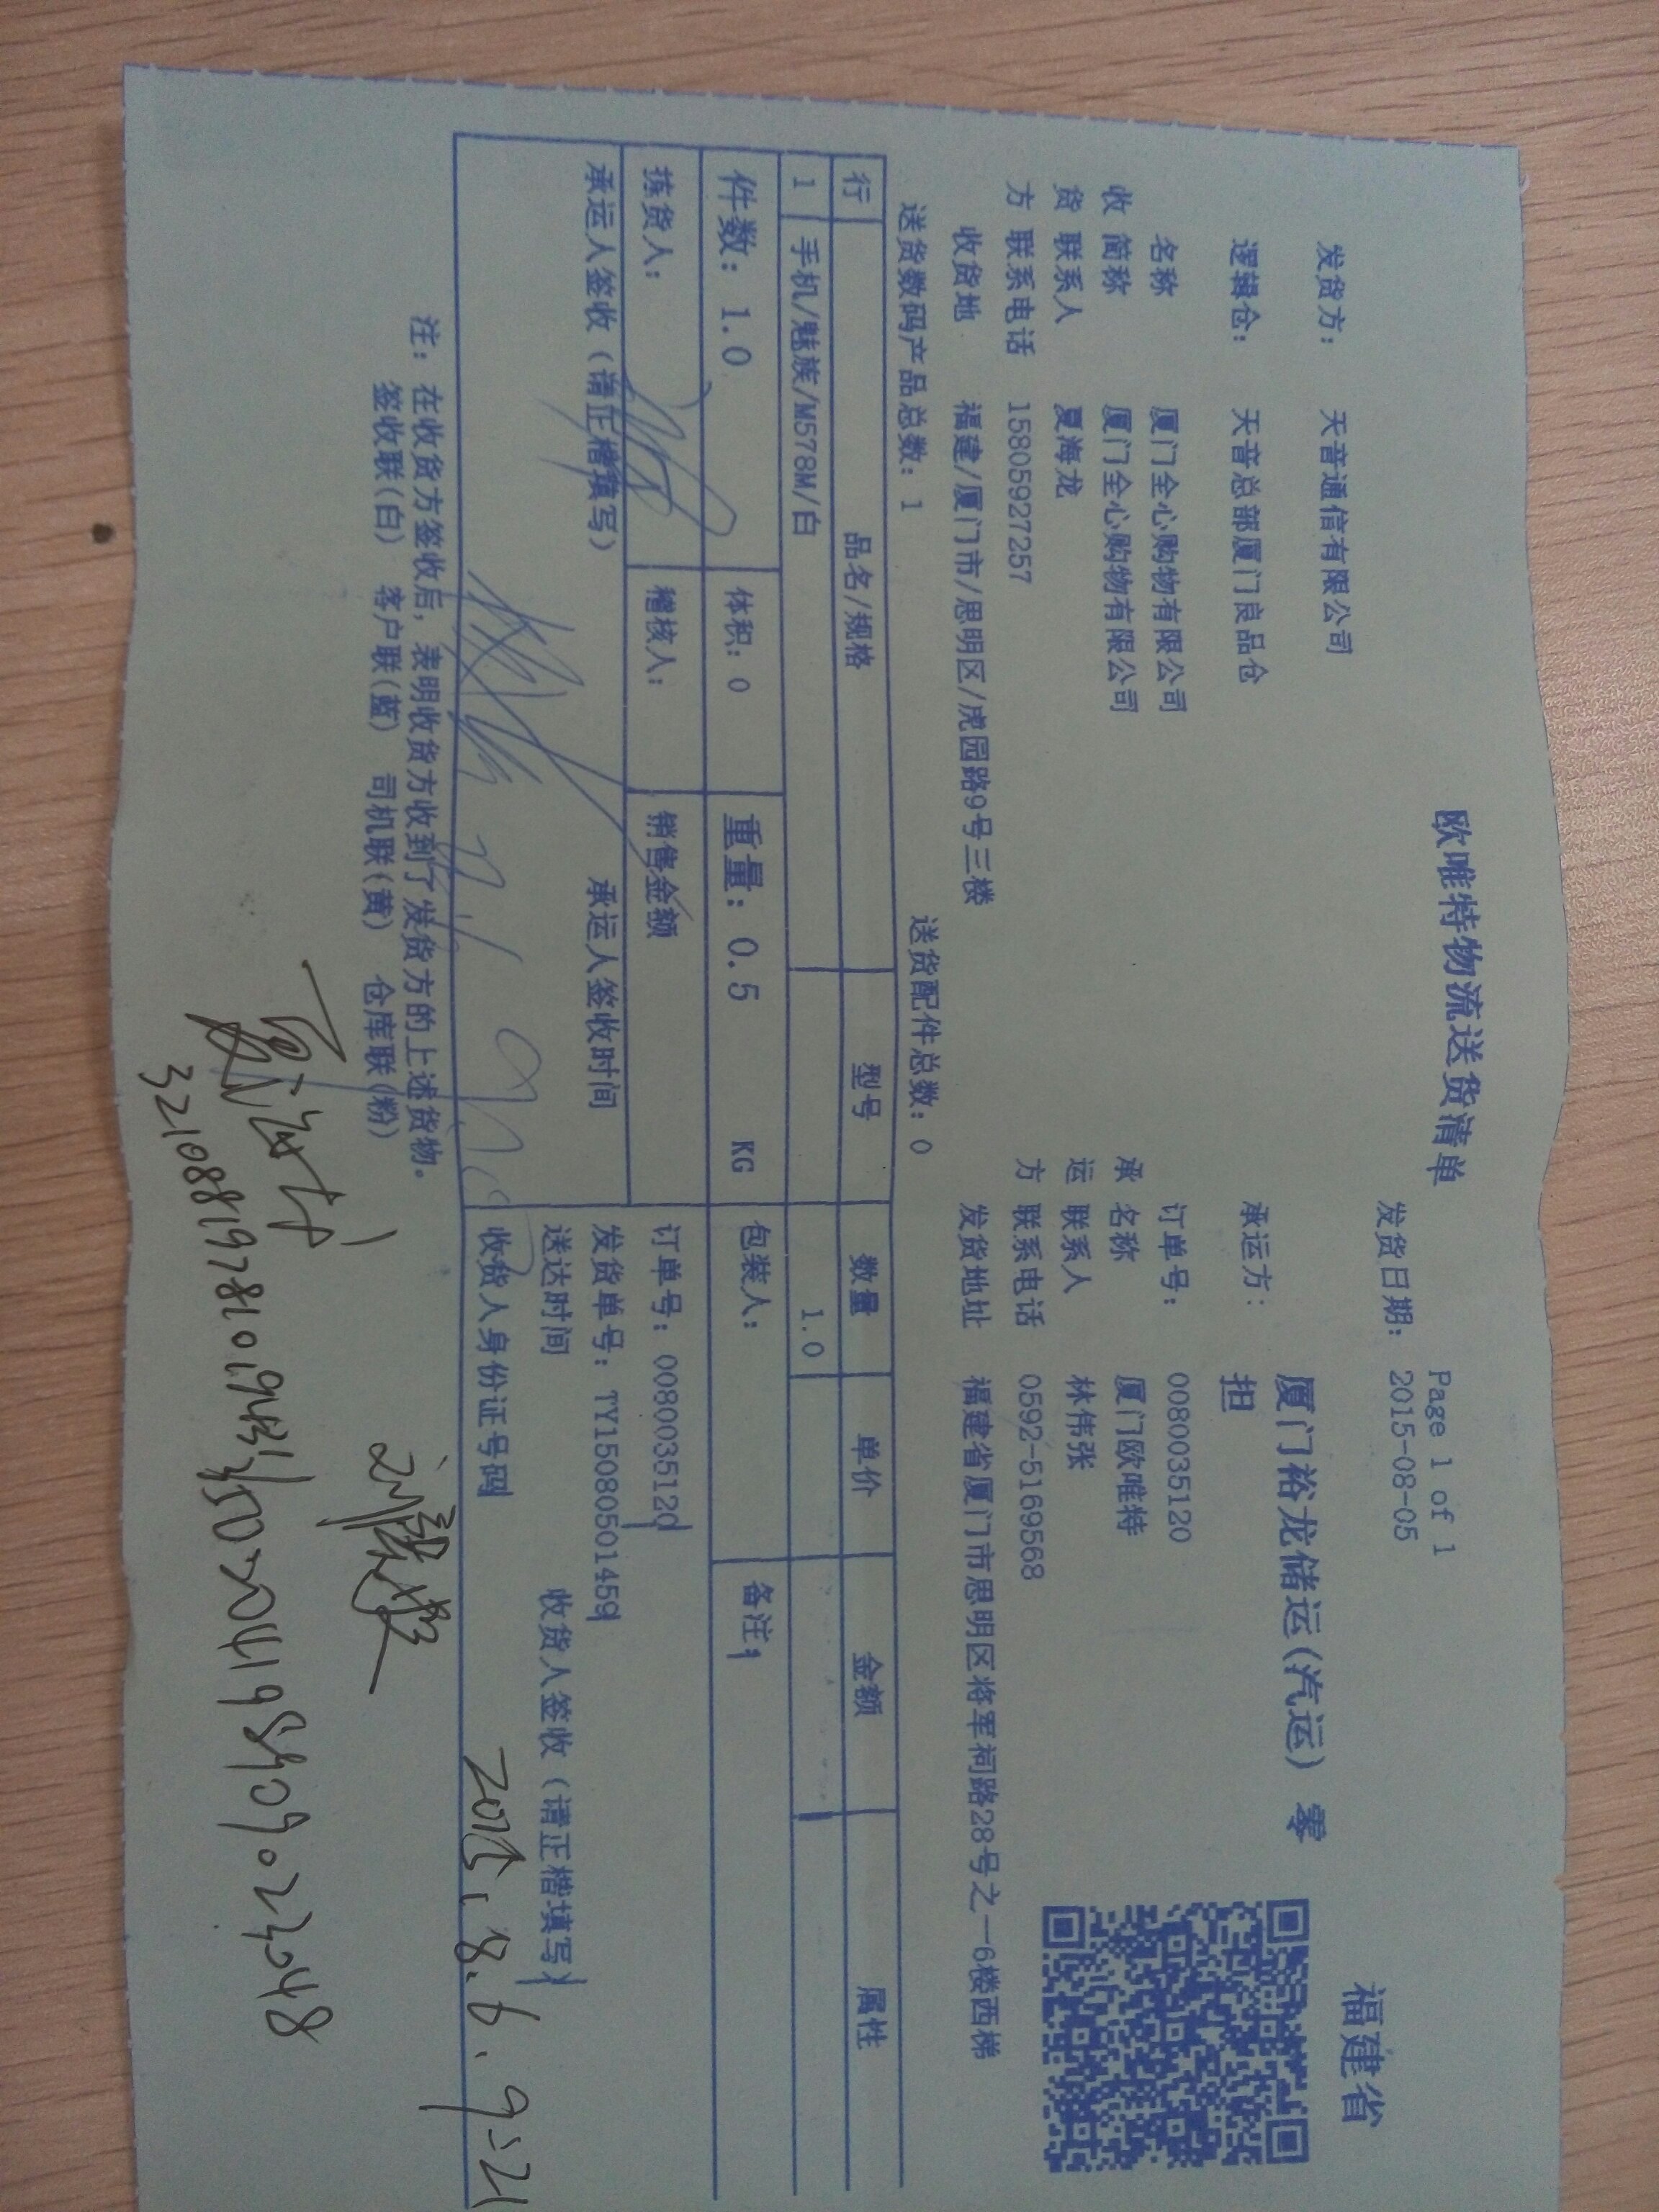 欧唯特物流送货清单
Page 1 of 1
发货日期: 2015-08-05
福建省
发货方: 天音通信有限公司
承运方: 厦门裕龙储运(汽运) 零担
逻辑仓: 天音总部厦门良品仓
订单号: 0080035120
收货方 名称 厦门全心购物有限公司
简称 厦门全心购物有限公司
联系人 夏海龙
联系电话 15805927257
收货地 福建/厦门市/思明区/虎园路9号三楼
承运方 名称 厦门欧唯特
联系人 林伟张
联系电话 0592-5169568
发货地址 福建省厦门市思明区将军祠路28号之一6楼西梯
送货数码产品总数: 1 送货配件总数: 0
行 品名/规格 型号 数量 单价 金额 属性
1 手机/魅族/M578M/白 1.0
件数: 1.0 体积: 0 重量: 0.5 KG 包装人: 备注:
拣货人: 稽核人: 销售金额
订单号: 0080035120
发货单号: TY1508050145​9
承运人签收（请正楷填写） 承运人签收时间
送达时间 收货人签收（请正楷填写）
收货人身份证号码 2015.8.6. 9:21
注: 在收货方签收后, 表明收货方收到了发货方的上述货物。
签收联(白) 客户联(蓝) 司机联(黄) 仓库联(粉)